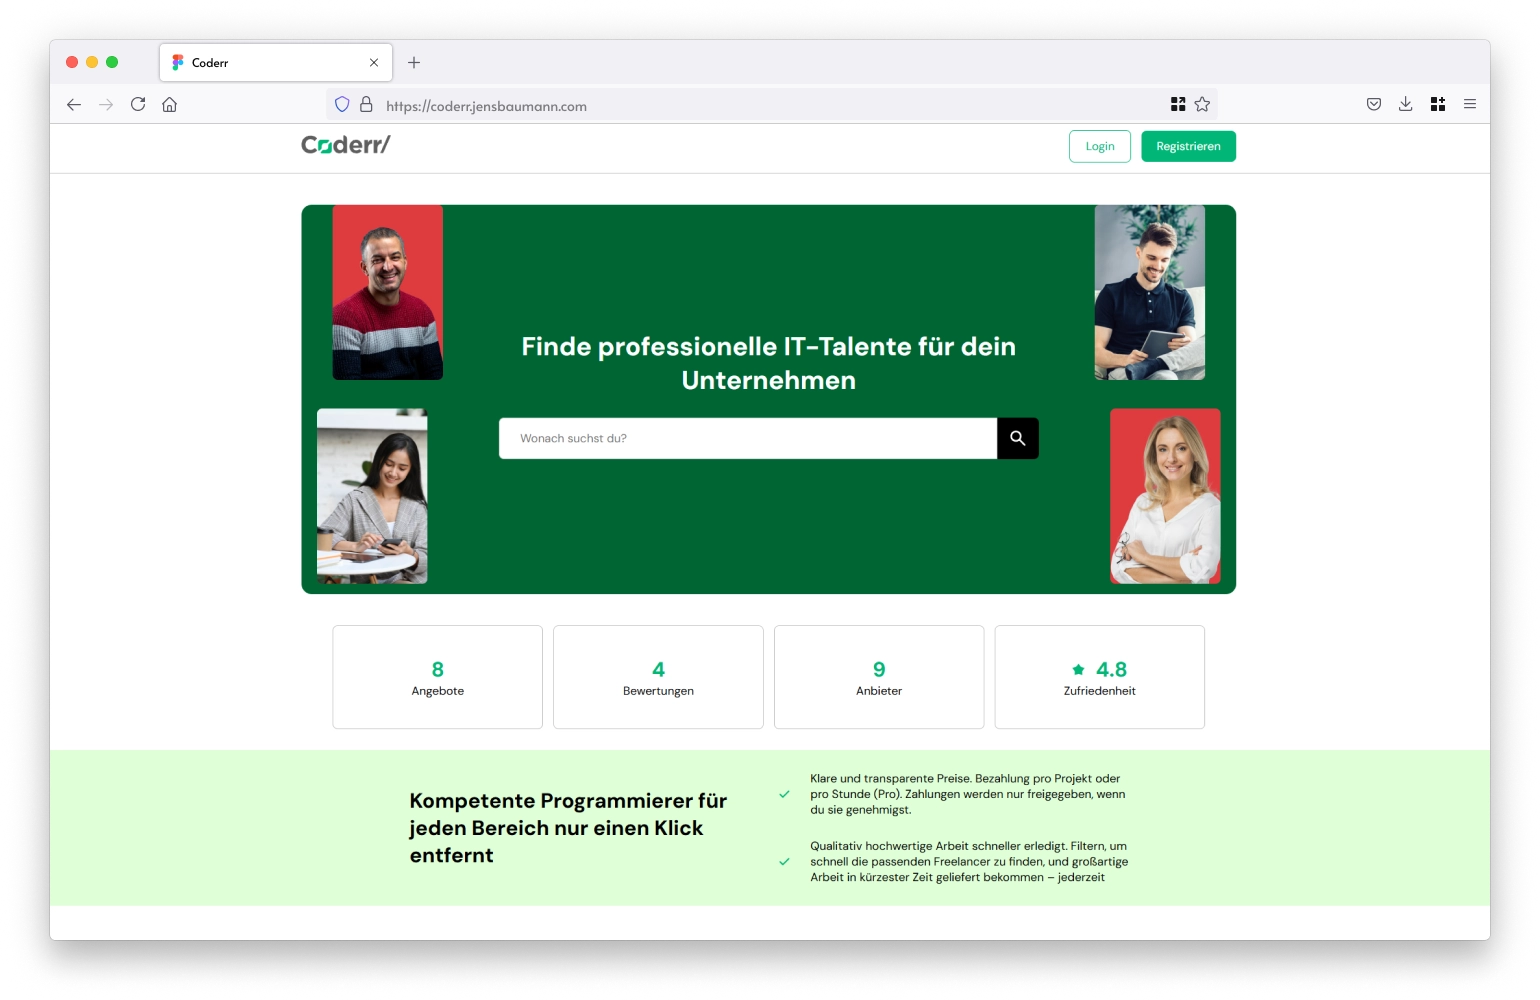 Coderr
https://coderr.jensbaumann.com
Coderr/
Login
Registrieren
Finde professionelle IT-Talente für dein
Unternehmen
Wonach suchst du?
8
Angebote
4
Bewertungen
9
Anbieter
4.8
Zufriedenheit
Kompetente Programmierer für
jeden Bereich nur einen Klick
entfernt
Klare und transparente Preise. Bezahlung pro Projekt oder
pro Stunde (Pro). Zahlungen werden nur freigegeben, wenn
du sie genehmigst.
Qualitativ hochwertige Arbeit schneller erledigt. Filtern, um
schnell die passenden Freelancer zu finden, und großartige
Arbeit in kürzester Zeit geliefert bekommen – jederzeit